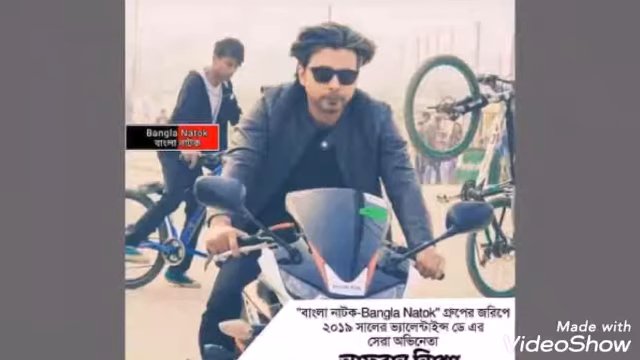 Bangla Natok
বাংলা নাটক
"বাংলা নাটক-Bangla Natok" গ্রুপের জরিপে
২০১৯ সালের ভ্যালেন্টাইন্স ডে এর
সেরা অভিনেতা
Made with
VideoShow